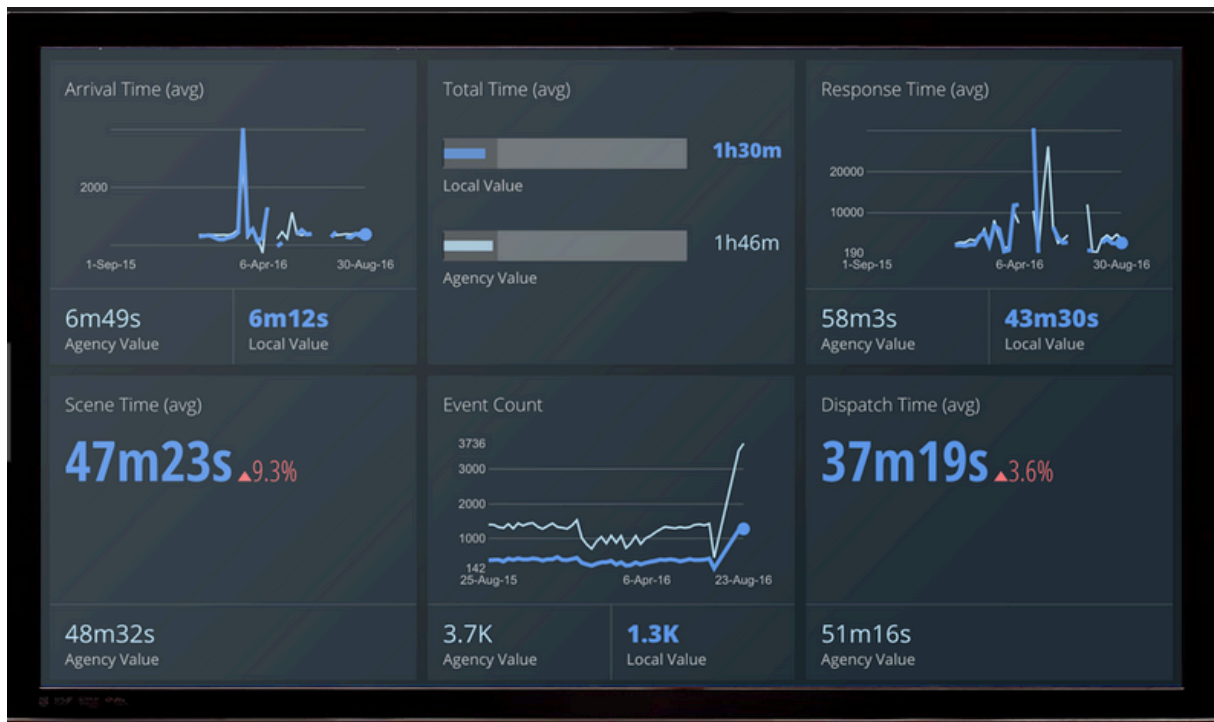 Arrival Time (avg)
2000
1-Sep-15
6-Apr-16
30-Aug-16
6m49s
Agency Value
6m12s
Local Value
Total Time (avg)
1h30m
Local Value
1h46m
Agency Value
Response Time (avg)
20000
10000
190
1-Sep-15
6-Apr-16
30-Aug-16
58m3s
Agency Value
43m30s
Local Value
Scene Time (avg)
47m23s ▲9.3%
48m32s
Agency Value
Event Count
3736
3000
2000
1000
142
25-Aug-15
6-Apr-16
23-Aug-16
3.7K
Agency Value
1.3K
Local Value
Dispatch Time (avg)
37m19s ▲3.6%
51m16s
Agency Value